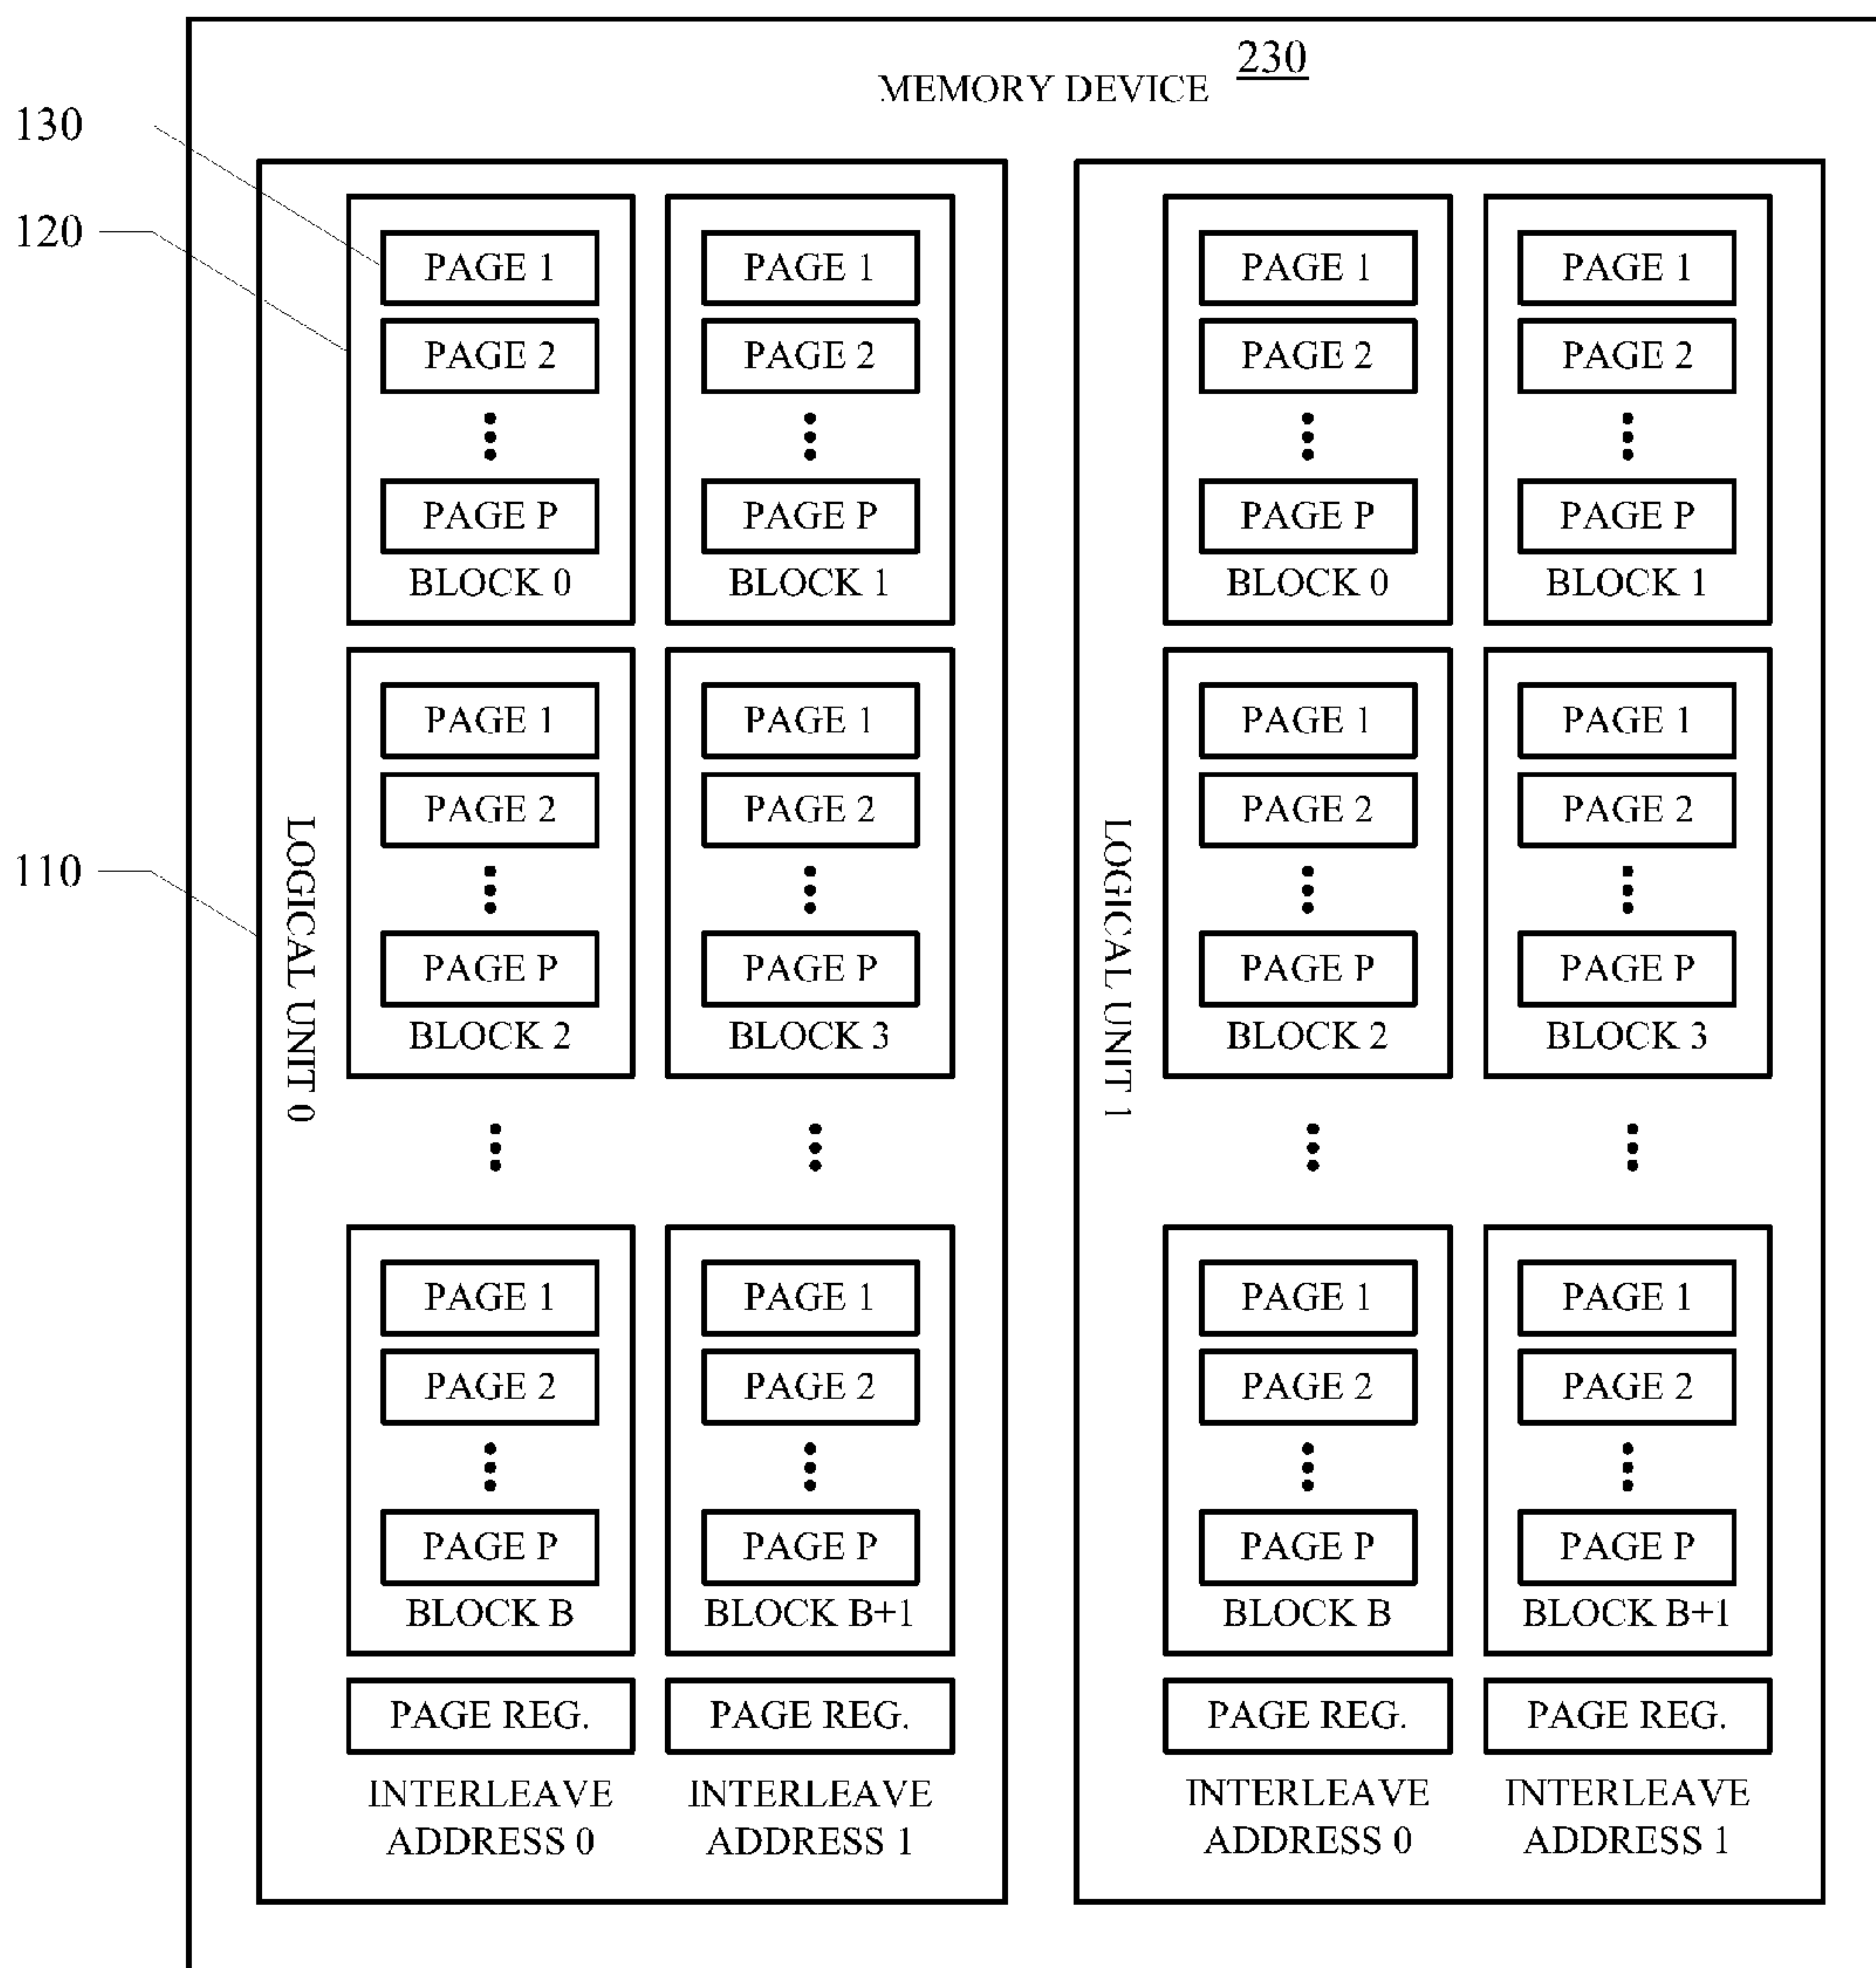 230
MEMORY DEVICE
130
120
110
LOGICAL UNIT 0
PAGE 1
PAGE 2
PAGE P
BLOCK 0
PAGE 1
PAGE 2
PAGE P
BLOCK 1
PAGE 1
PAGE 2
PAGE P
BLOCK 2
PAGE 1
PAGE 2
PAGE P
BLOCK 3
PAGE 1
PAGE 2
PAGE P
BLOCK B
PAGE 1
PAGE 2
PAGE P
BLOCK B+1
PAGE REG.
PAGE REG.
INTERLEAVE
ADDRESS 0
INTERLEAVE
ADDRESS 1
LOGICAL UNIT 1
PAGE 1
PAGE 2
PAGE P
BLOCK 0
PAGE 1
PAGE 2
PAGE P
BLOCK 1
PAGE 1
PAGE 2
PAGE P
BLOCK 2
PAGE 1
PAGE 2
PAGE P
BLOCK 3
PAGE 1
PAGE 2
PAGE P
BLOCK B
PAGE 1
PAGE 2
PAGE P
BLOCK B+1
PAGE REG.
PAGE REG.
INTERLEAVE
ADDRESS 0
INTERLEAVE
ADDRESS 1